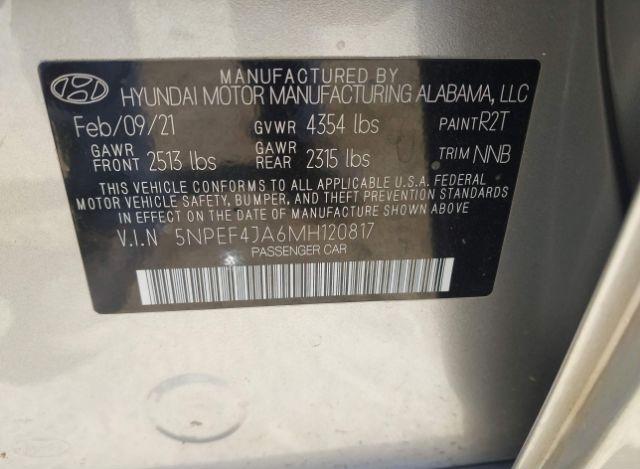 MANUFACTURED BY
HYUNDAI MOTOR MANUFACTURING ALABAMA, LLC
Feb/09/21 GVWR 4354 lbs PAINT R2T
GAWR FRONT 2513 lbs GAWR REAR 2315 lbs TRIM NNB
THIS VEHICLE CONFORMS TO ALL APPLICABLE U.S.A. FEDERAL
MOTOR VEHICLE SAFETY, BUMPER, AND THEFT PREVENTION STANDARDS
IN EFFECT ON THE DATE OF MANUFACTURE SHOWN ABOVE.
V.I.N 5NPEF4JA6MH120817
PASSENGER CAR